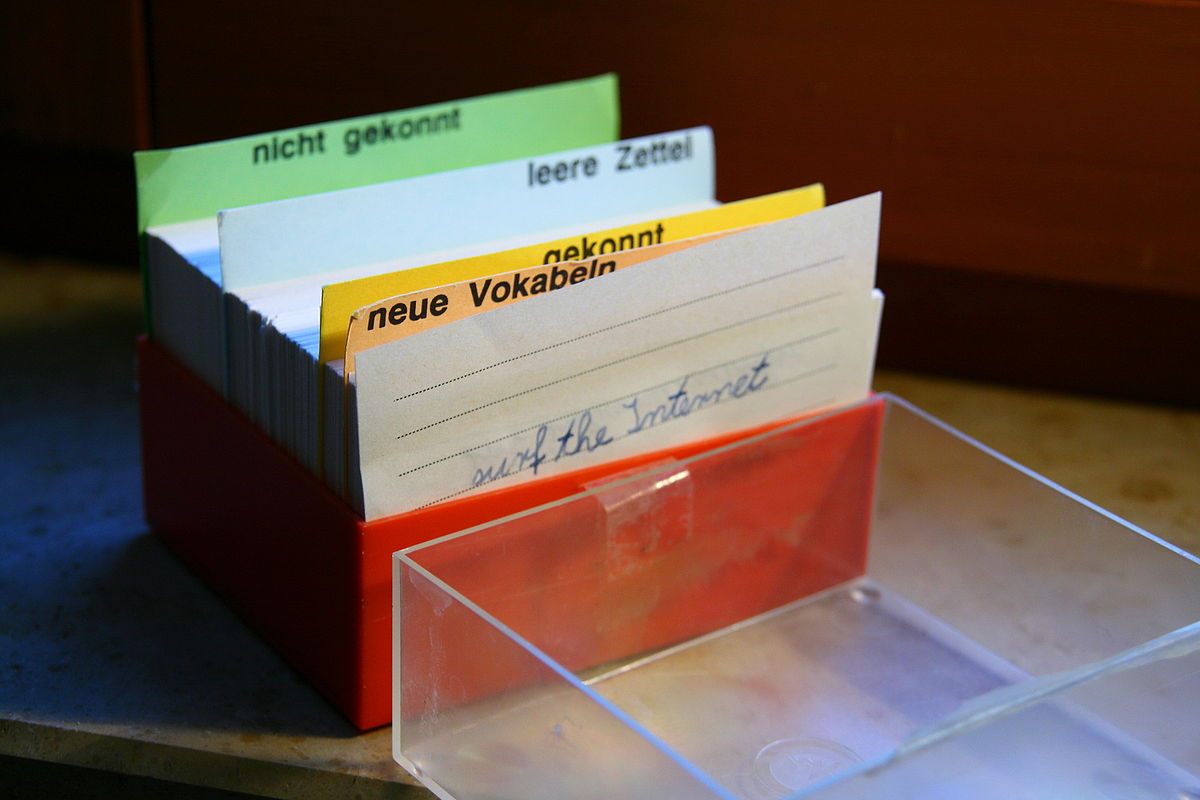 nicht gekonnt
leere Zettel
gekonnt
neue Vokabeln
surf the Internet